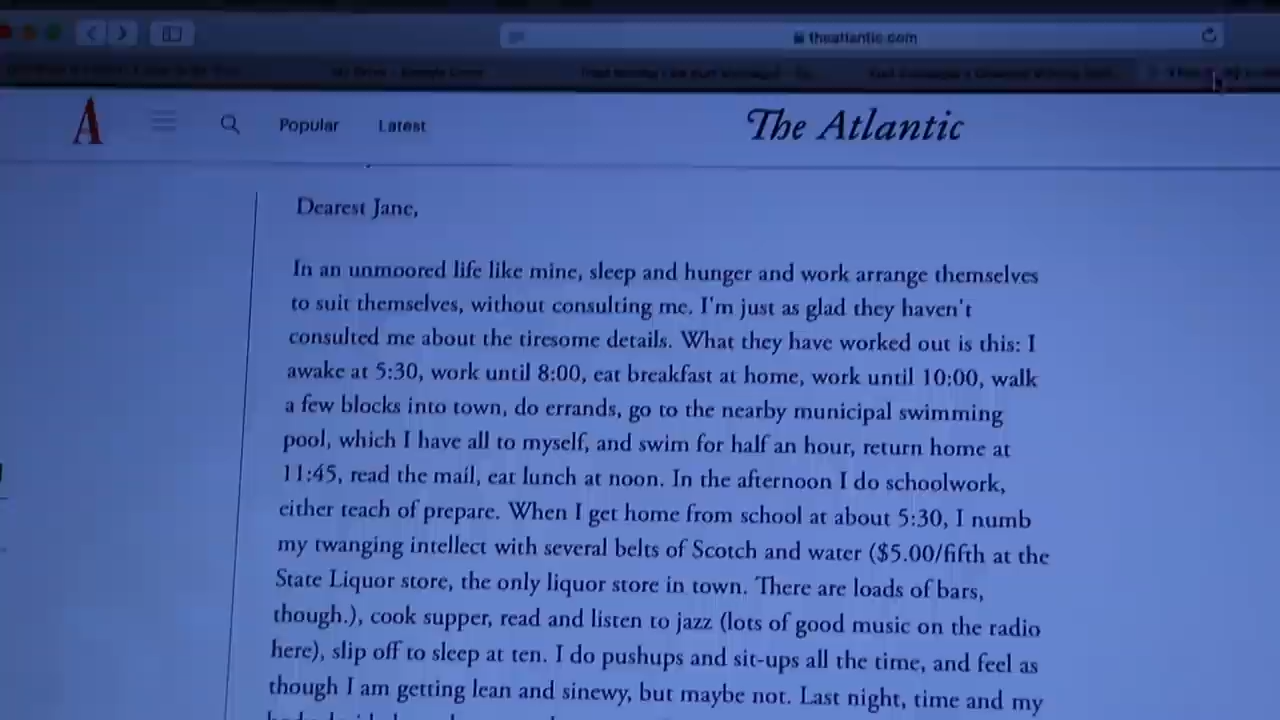 theatlantic.com
A
Popular
Latest
The Atlantic
Dearest Jane,
In an unmoored life like mine, sleep and hunger and work arrange themselves
to suit themselves, without consulting me. I'm just as glad they haven't
consulted me about the tiresome details. What they have worked out is this: I
awake at 5:30, work until 8:00, eat breakfast at home, work until 10:00, walk
a few blocks into town, do errands, go to the nearby municipal swimming
pool, which I have all to myself, and swim for half an hour, return home at
11:45, read the mail, eat lunch at noon. In the afternoon I do schoolwork,
either teach of prepare. When I get home from school at about 5:30, I numb
my twanging intellect with several belts of Scotch and water ($5.00/fifth at the
State Liquor store, the only liquor store in town. There are loads of bars,
though.), cook supper, read and listen to jazz (lots of good music on the radio
here), slip off to sleep at ten. I do pushups and sit-ups all the time, and feel as
though I am getting lean and sinewy, but maybe not. Last night, time and my